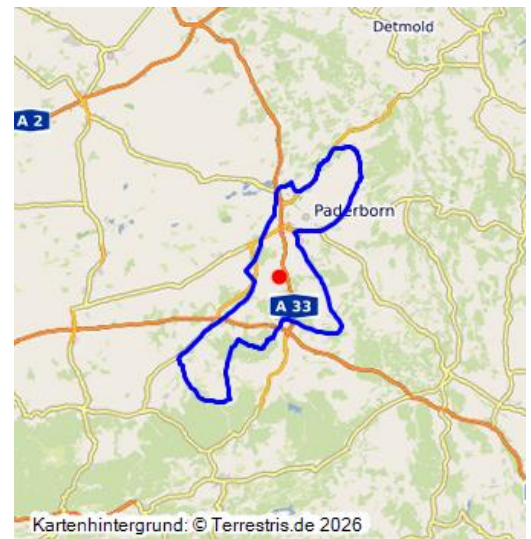 Detmold
A 2
Paderborn
A 33
Kartenhintergrund: © Terrestris.de 2026